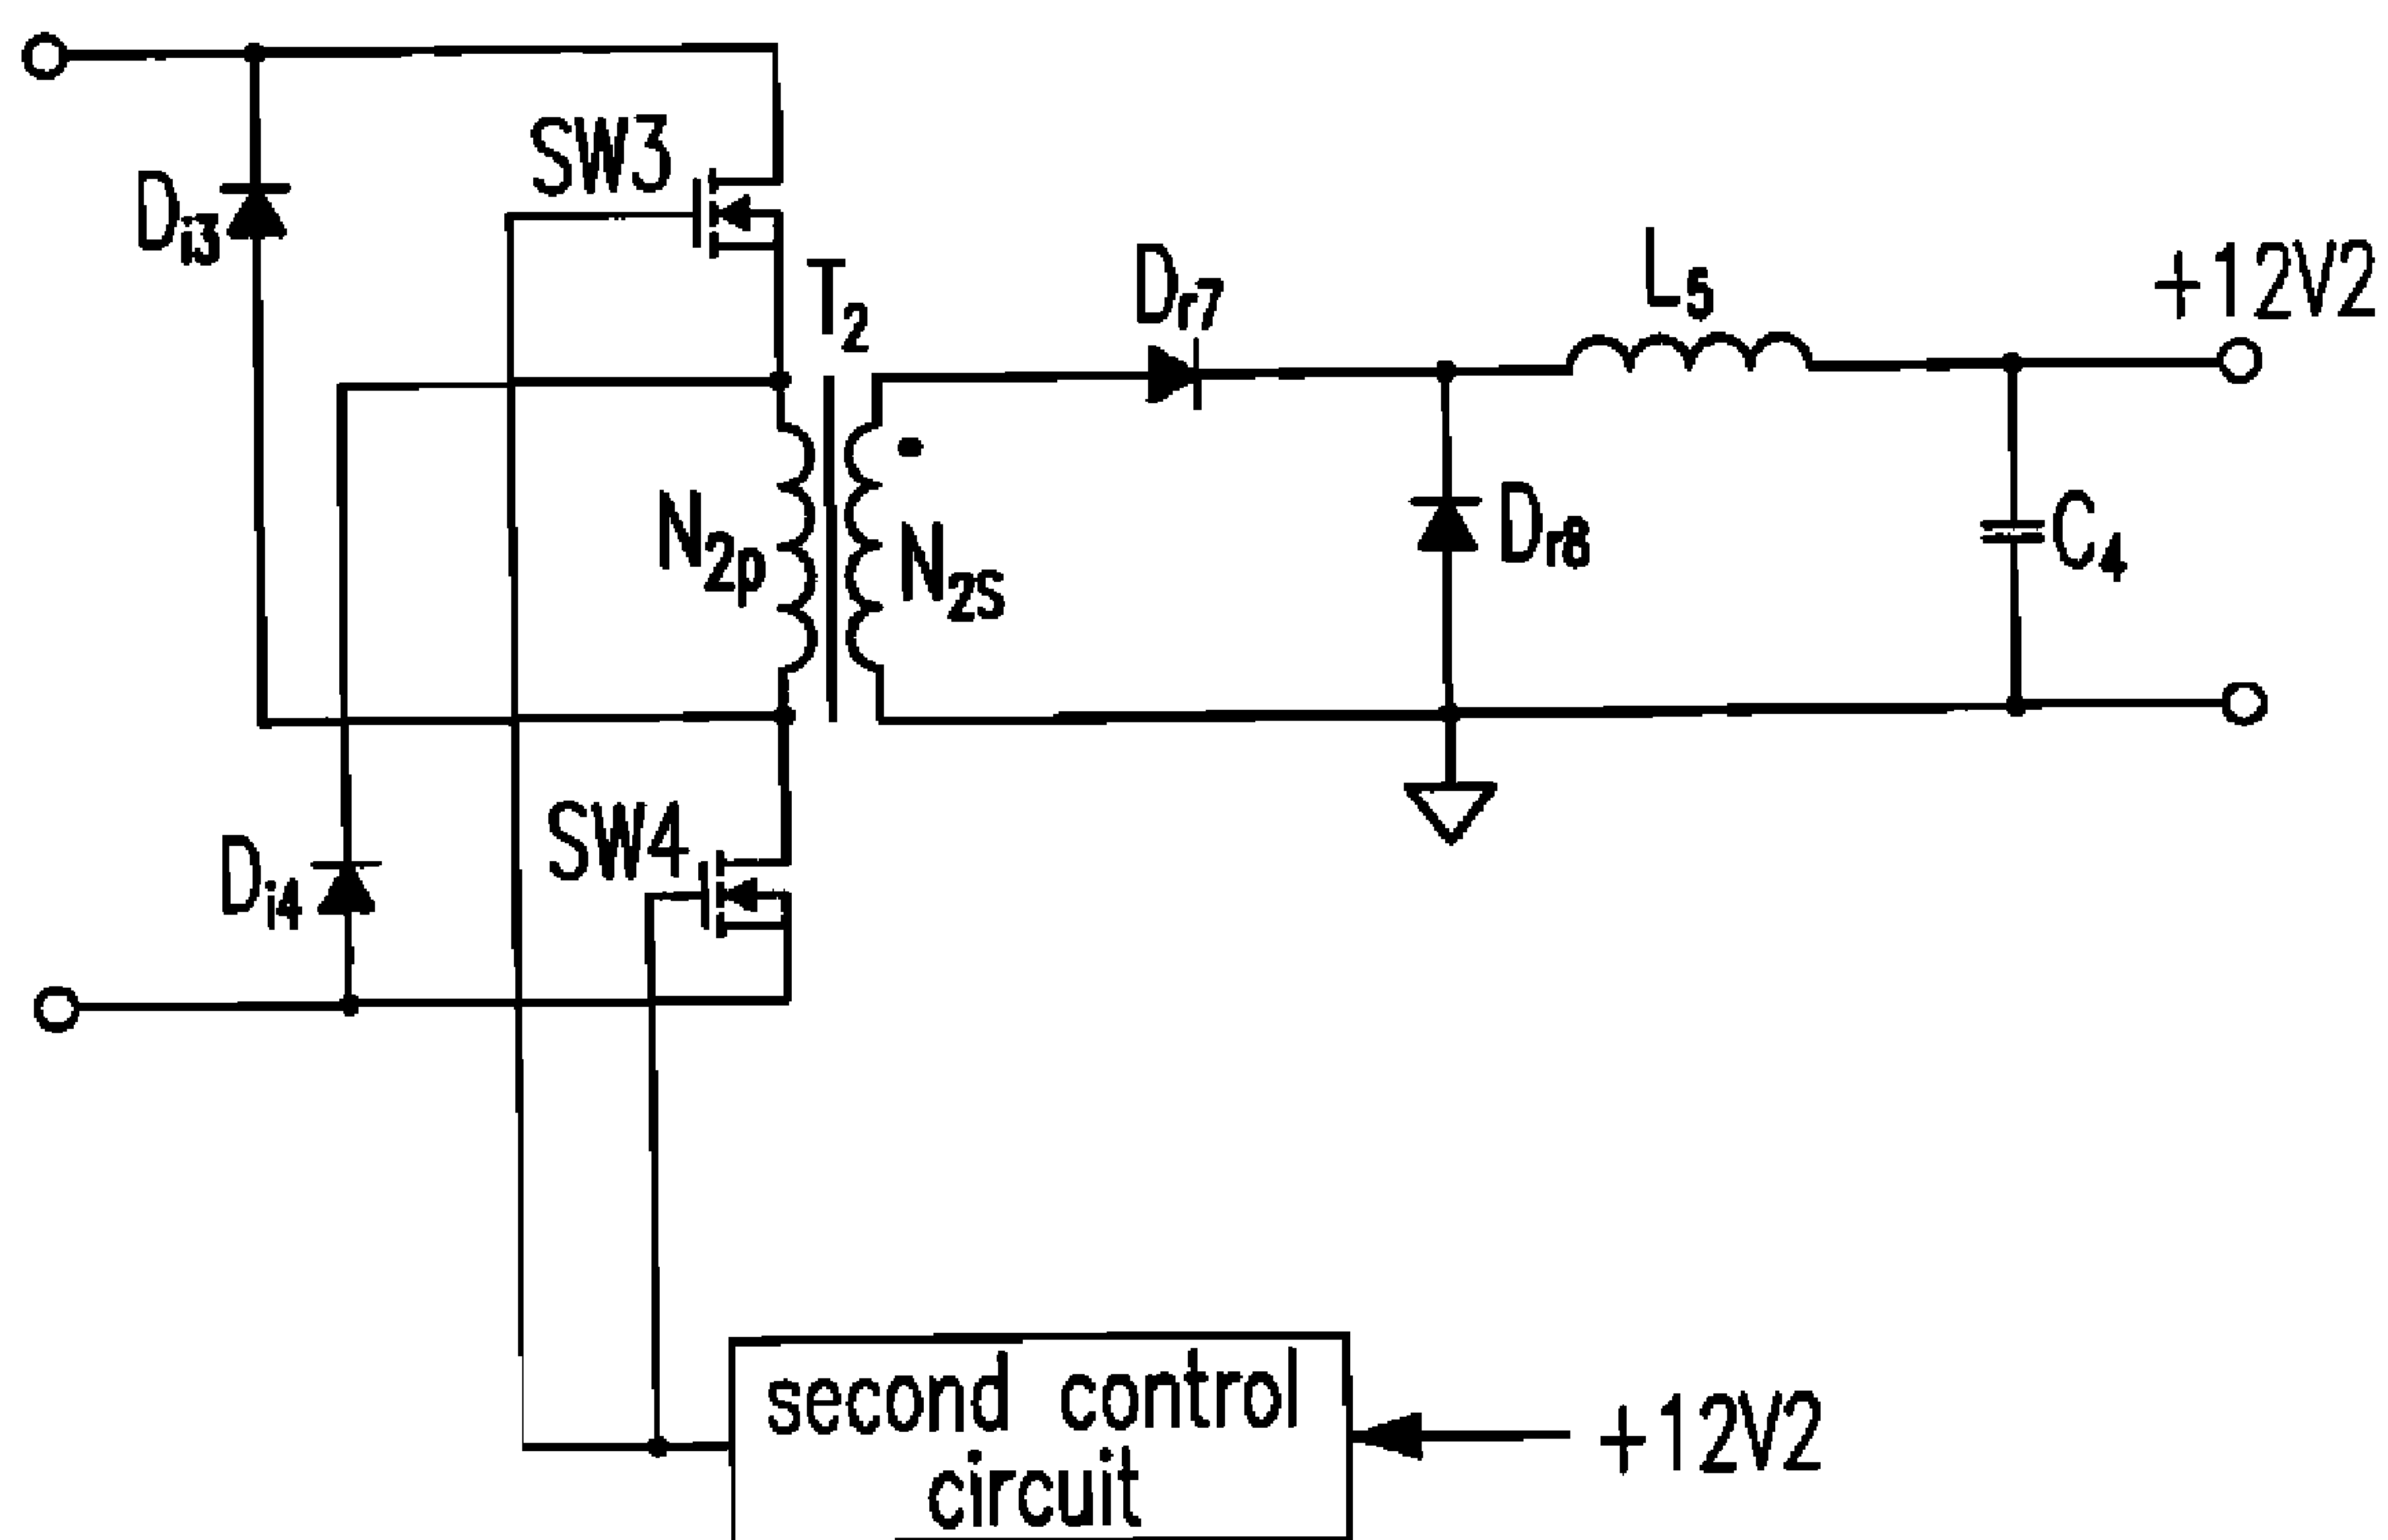 SW3
Di3
T2
Dr7
L5
+12V2
N2p
N2S
Dr8
C4
SW4
Di4
second control
circuit
+12V2